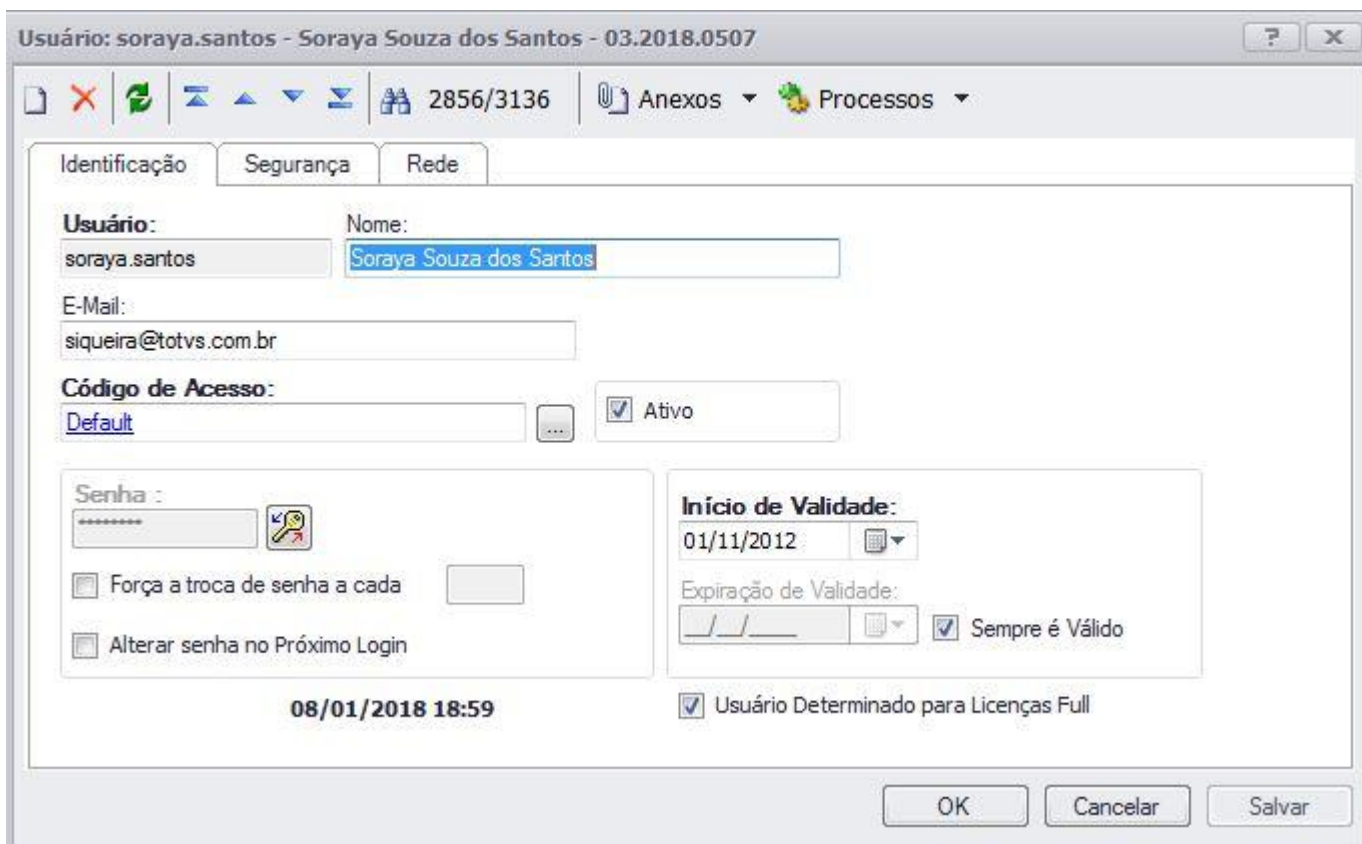 Usuário: soraya.santos - Soraya Souza dos Santos - 03.2018.0507
2856/3136 Anexos Processos
Identificação Segurança Rede
Usuário: Nome:
soraya.santos Soraya Souza dos Santos
E-Mail:
siqueira@totvs.com.br
Código de Acesso:
Default ... Ativo
Senha :
********
Início de Validade:
01/11/2012
Força a troca de senha a cada
Expiração de Validade:
__/__/____ Sempre é Válido
Alterar senha no Próximo Login
08/01/2018 18:59 Usuário Determinado para Licenças Full
OK Cancelar Salvar